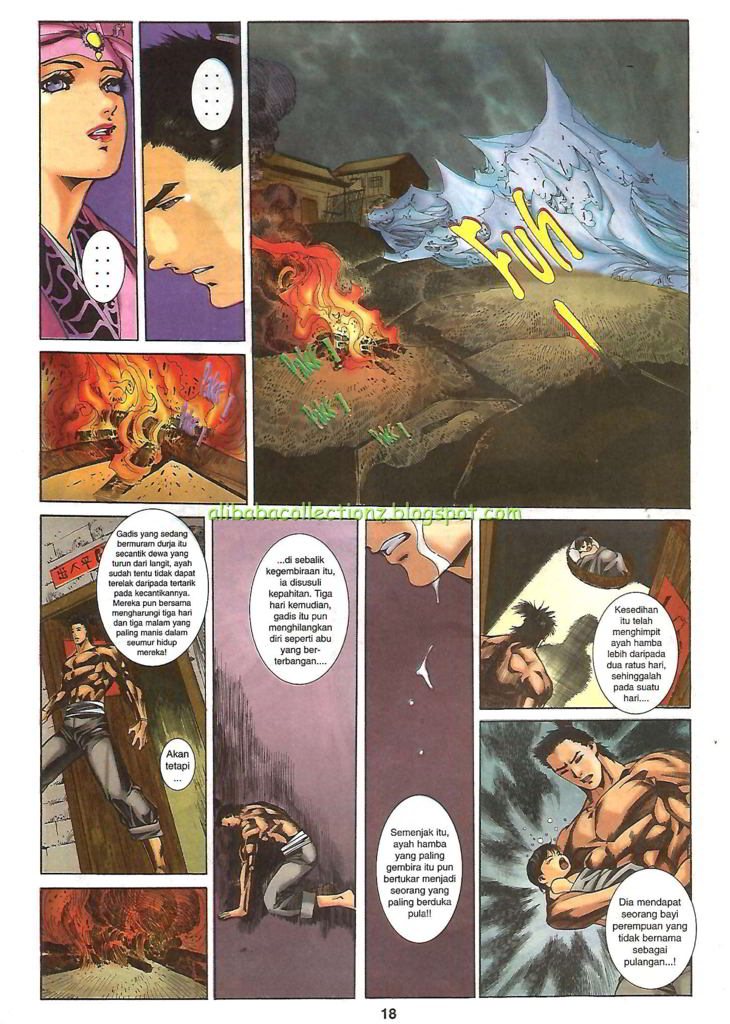 ......
......
Fuh!
HKK!
HKK!
HKK!
HKK!
HKK!
alibabacollectionz.blogspot.com
Gadis yang sedang
bermuram durja itu
secantik dewa yang
turun dari langit, ayah
sudah tentu tidak dapat
terelak daripada tertarik
pada kecantikannya.
Mereka pun bersama
mengharungi tiga hari
dan tiga malam yang
paling manis dalam
seumur hidup
mereka!
Akan
tetapi
...
...di sebalik
kegembiraan itu,
ia disusuli
kepahitan. Tiga
hari kemudian,
gadis itu pun
menghilangkan
diri seperti abu
yang ber-
terbangan....
Semenjak itu,
ayah hamba
yang paling
gembira itu pun
bertukar menjadi
seorang yang
paling berduka
pula!!
Kesedihan
itu telah
menghimpit
ayah hamba
lebih daripada
dua ratus hari,
sehinggalah
pada suatu
hari....
Dia mendapat
seorang bayi
perempuan yang
tidak bernama
sebagai
pulangan...!
18